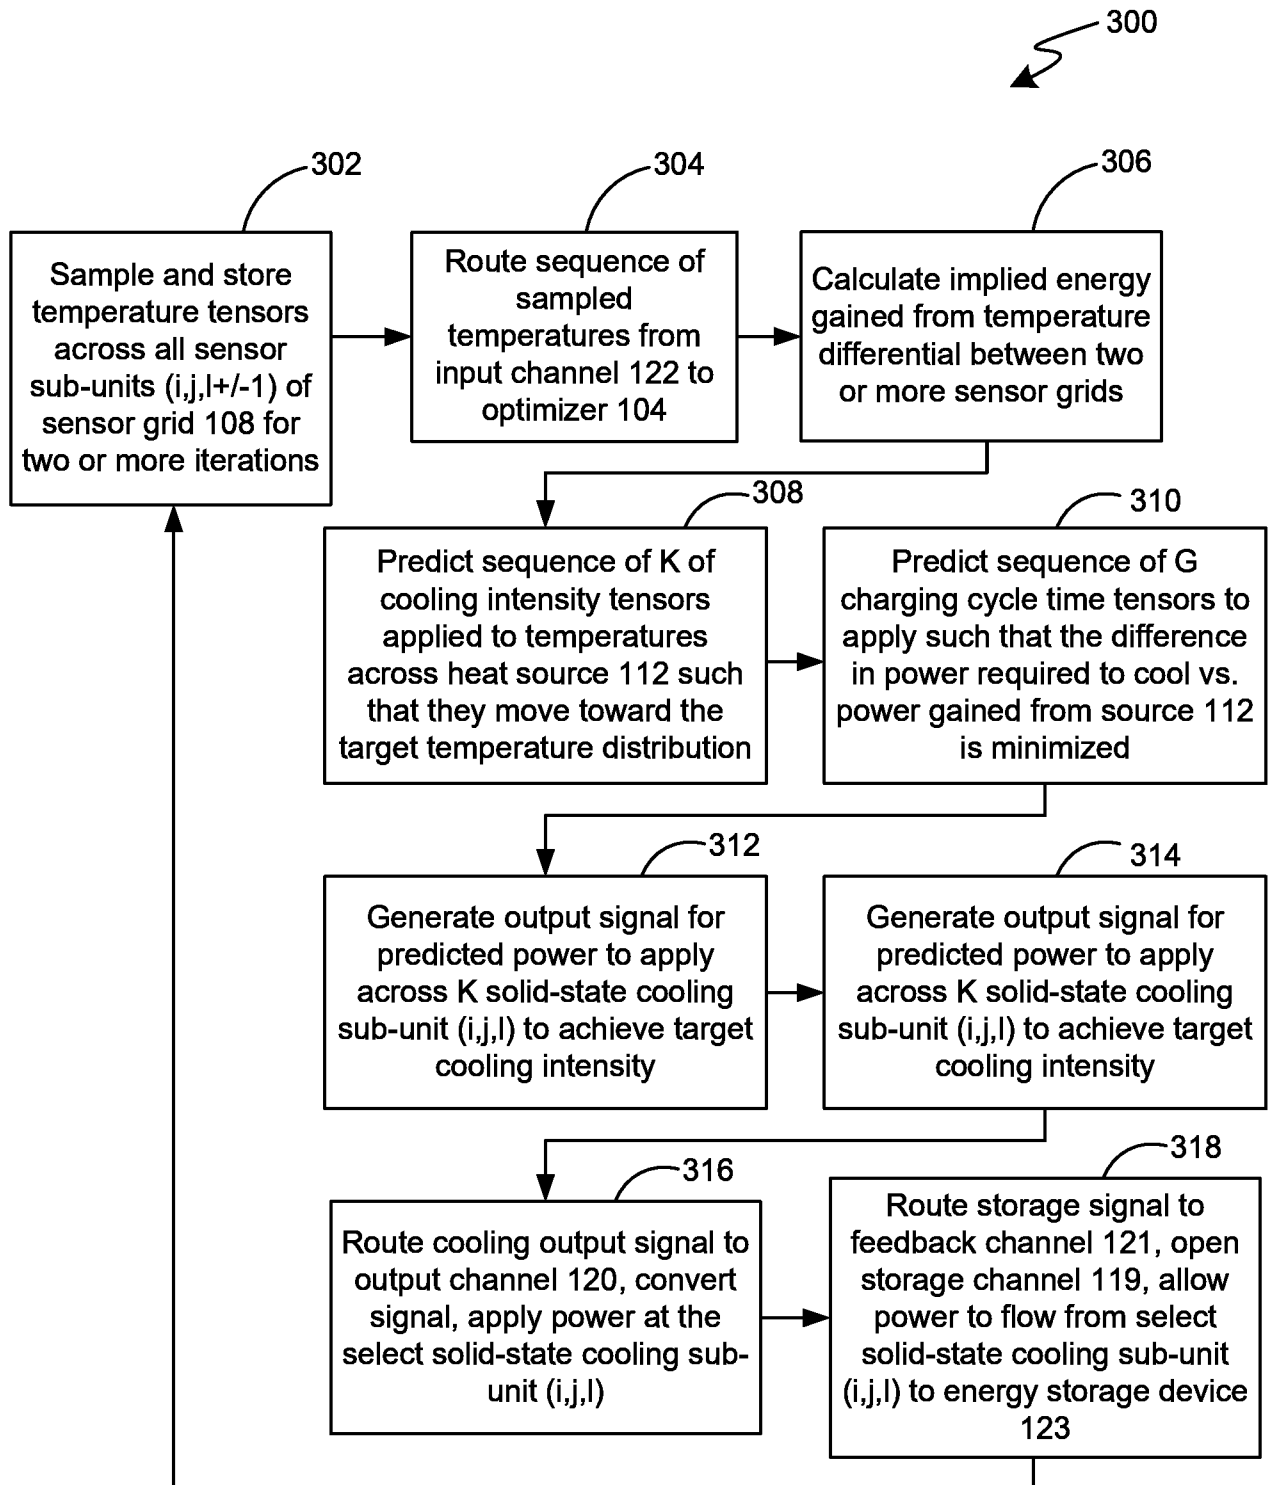 300
302
Sample and store
temperature tensors
across all sensor
sub-units (i,j,l+/-1) of
sensor grid 108 for
two or more iterations
304
Route sequence of
sampled
temperatures from
input channel 122 to
optimizer 104
306
Calculate implied energy
gained from temperature
differential between two
or more sensor grids
308
Predict sequence of K of
cooling intensity tensors
applied to temperatures
across heat source 112 such
that they move toward the
target temperature distribution
310
Predict sequence of G
charging cycle time tensors to
apply such that the difference
in power required to cool vs.
power gained from source 112
is minimized
312
Generate output signal for
predicted power to apply
across K solid-state cooling
sub-unit (i,j,l) to achieve target
cooling intensity
314
Generate output signal for
predicted power to apply
across K solid-state cooling
sub-unit (i,j,l) to achieve target
cooling intensity
316
Route cooling output signal to
output channel 120, convert
signal, apply power at the
select solid-state cooling sub-
unit (i,j,l)
318
Route storage signal to
feedback channel 121, open
storage channel 119, allow
power to flow from select
solid-state cooling sub-unit
(i,j,l) to energy storage device
123